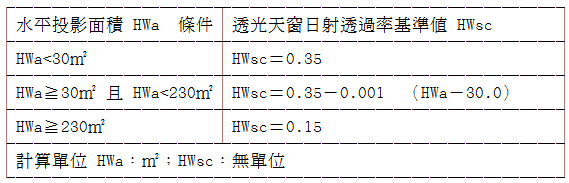 水平投影面積 HWa 條件 透光天窗日射透過率基準值 HWsc
HWa<30㎡ HWsc＝0.35
HWa≧30㎡ 且 HWa<230㎡ HWsc＝0.35－0.001 （HWa－30.0）
HWa≧230㎡ HWsc＝0.15
計算單位 HWa：㎡；HWsc：無單位